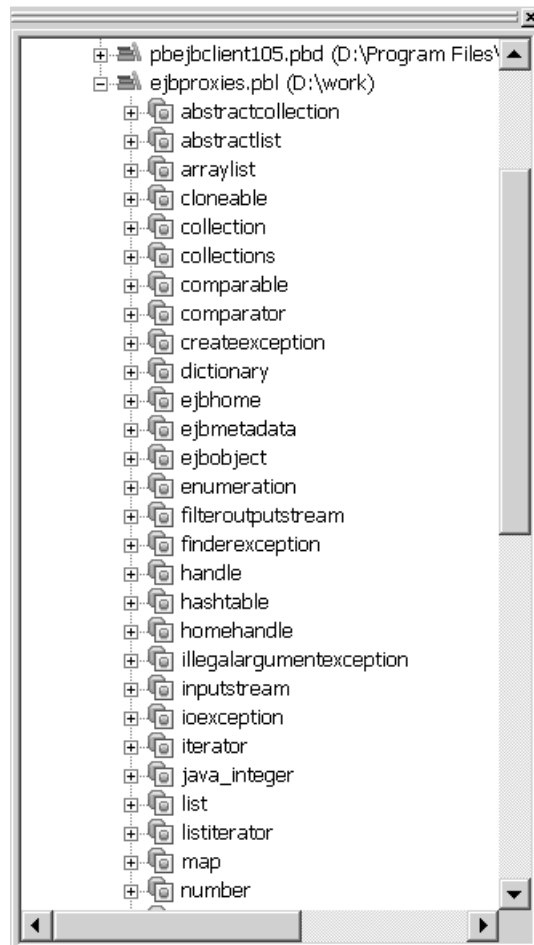 pbejbclient105.pbd (D:\Program Files\
ejbproxies.pbl (D:\work)
abstractcollection
abstractlist
arraylist
cloneable
collection
collections
comparable
comparator
createexception
dictionary
ejbhome
ejbmetadata
ejbobject
enumeration
filteroutputstream
finderexception
handle
hashtable
homehandle
illegalargumentexception
inputstream
ioexception
iterator
java_integer
list
listiterator
map
number